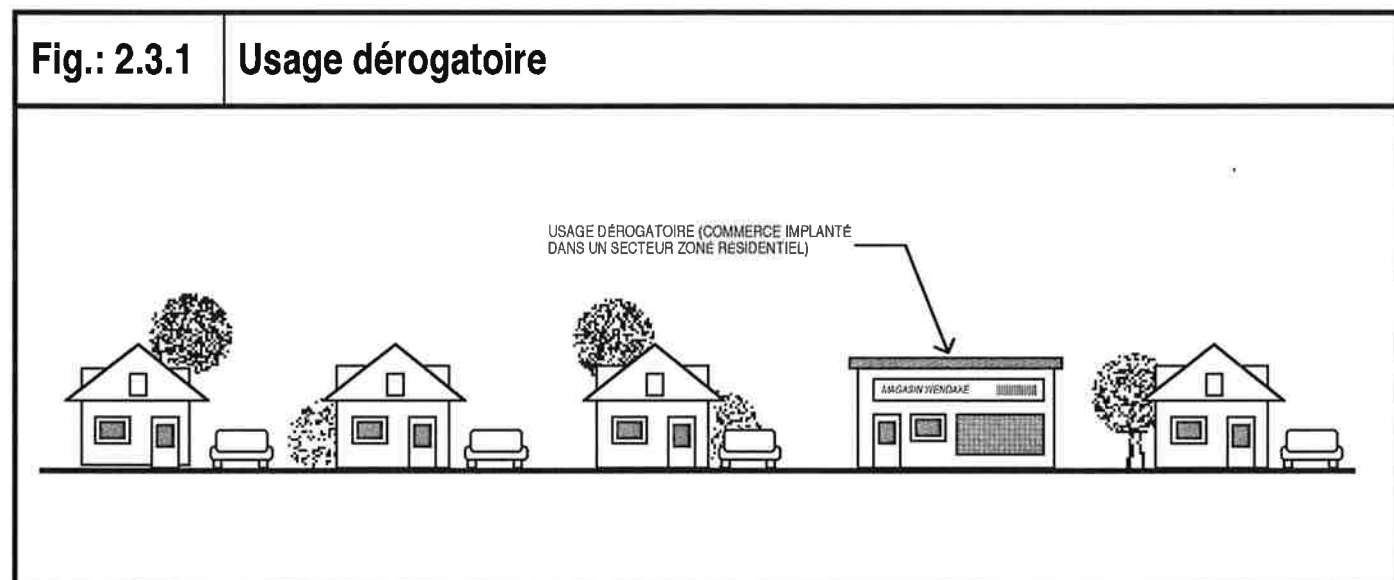 Fig.: 2.3.1 Usage dérogatoire
USAGE DÉROGATOIRE (COMMERCE IMPLANTÉ
DANS UN SECTEUR ZONÉ RÉSIDENTIEL)
MAGASIN WENDAKE